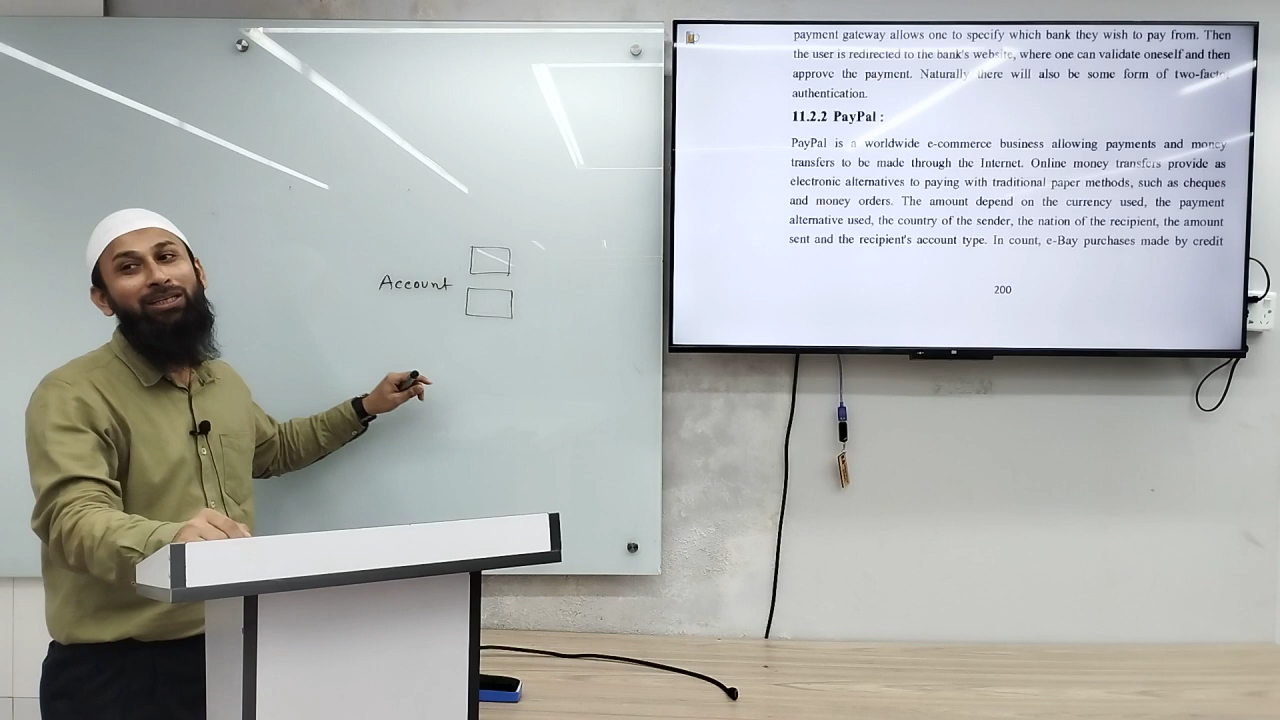 Account
payment gateway allows one to specify which bank they wish to pay from. Then
the user is redirected to the bank's website, where one can validate oneself and then
approve the payment. Naturally there will also be some form of two-factor
authentication.
11.2.2 PayPal :
PayPal is a worldwide e-commerce business allowing payments and money
transfers to be made through the Internet. Online money transfers provide as
electronic alternatives to paying with traditional paper methods, such as cheques
and money orders. The amount depend on the currency used, the payment
alternative used, the country of the sender, the nation of the recipient, the amount
sent and the recipient's account type. In count, e-Bay purchases made by credit
200